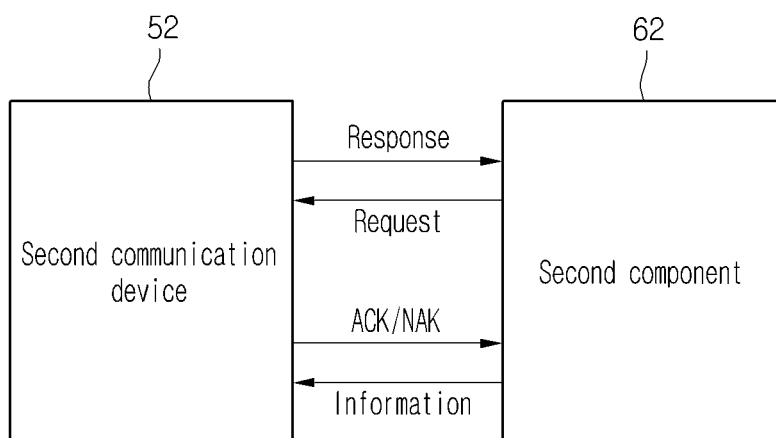 52
62
Response
Request
Second communication
device
Second component
ACK/NAK
Information